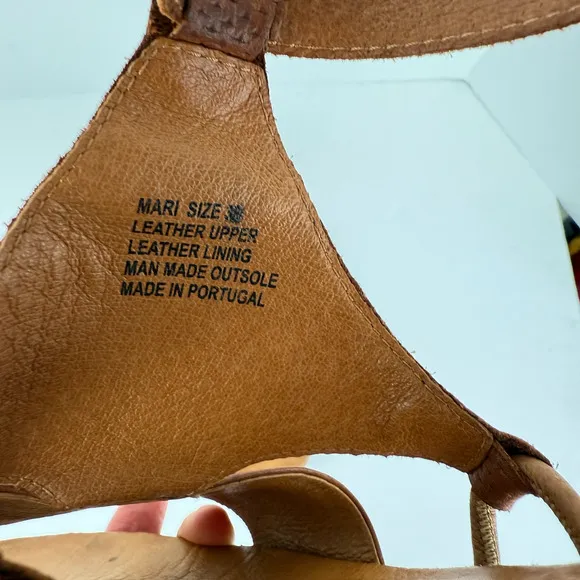 MARI SIZE
LEATHER UPPER
LEATHER LINING
MAN MADE OUTSOLE
MADE IN PORTUGAL